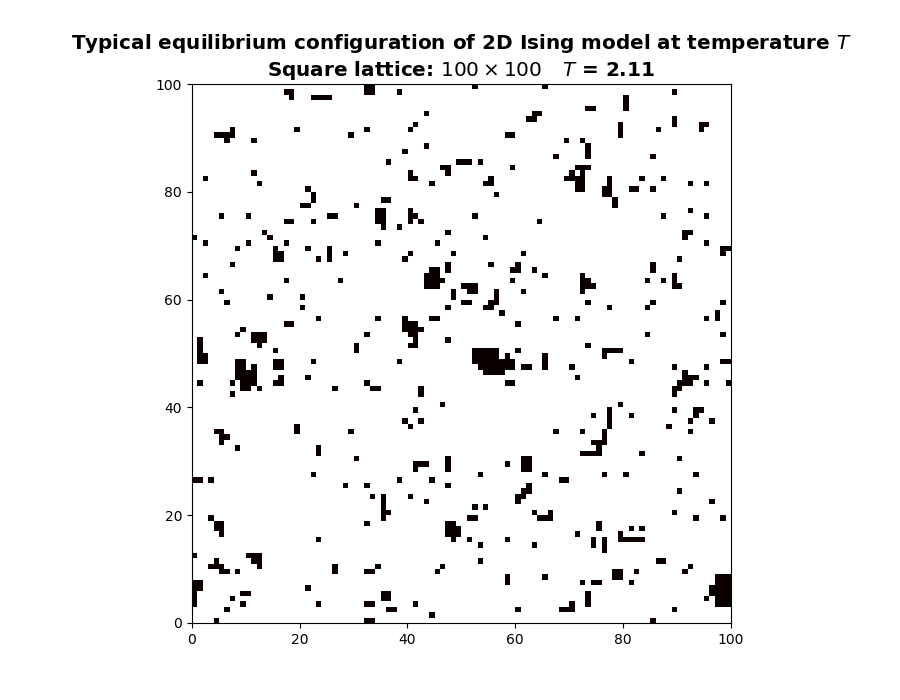 Typical equilibrium configuration of 2D Ising model at temperature T
Square lattice: 100 × 100 T = 2.11
100
80
60
40
20
0
0 20 40 60 80 100